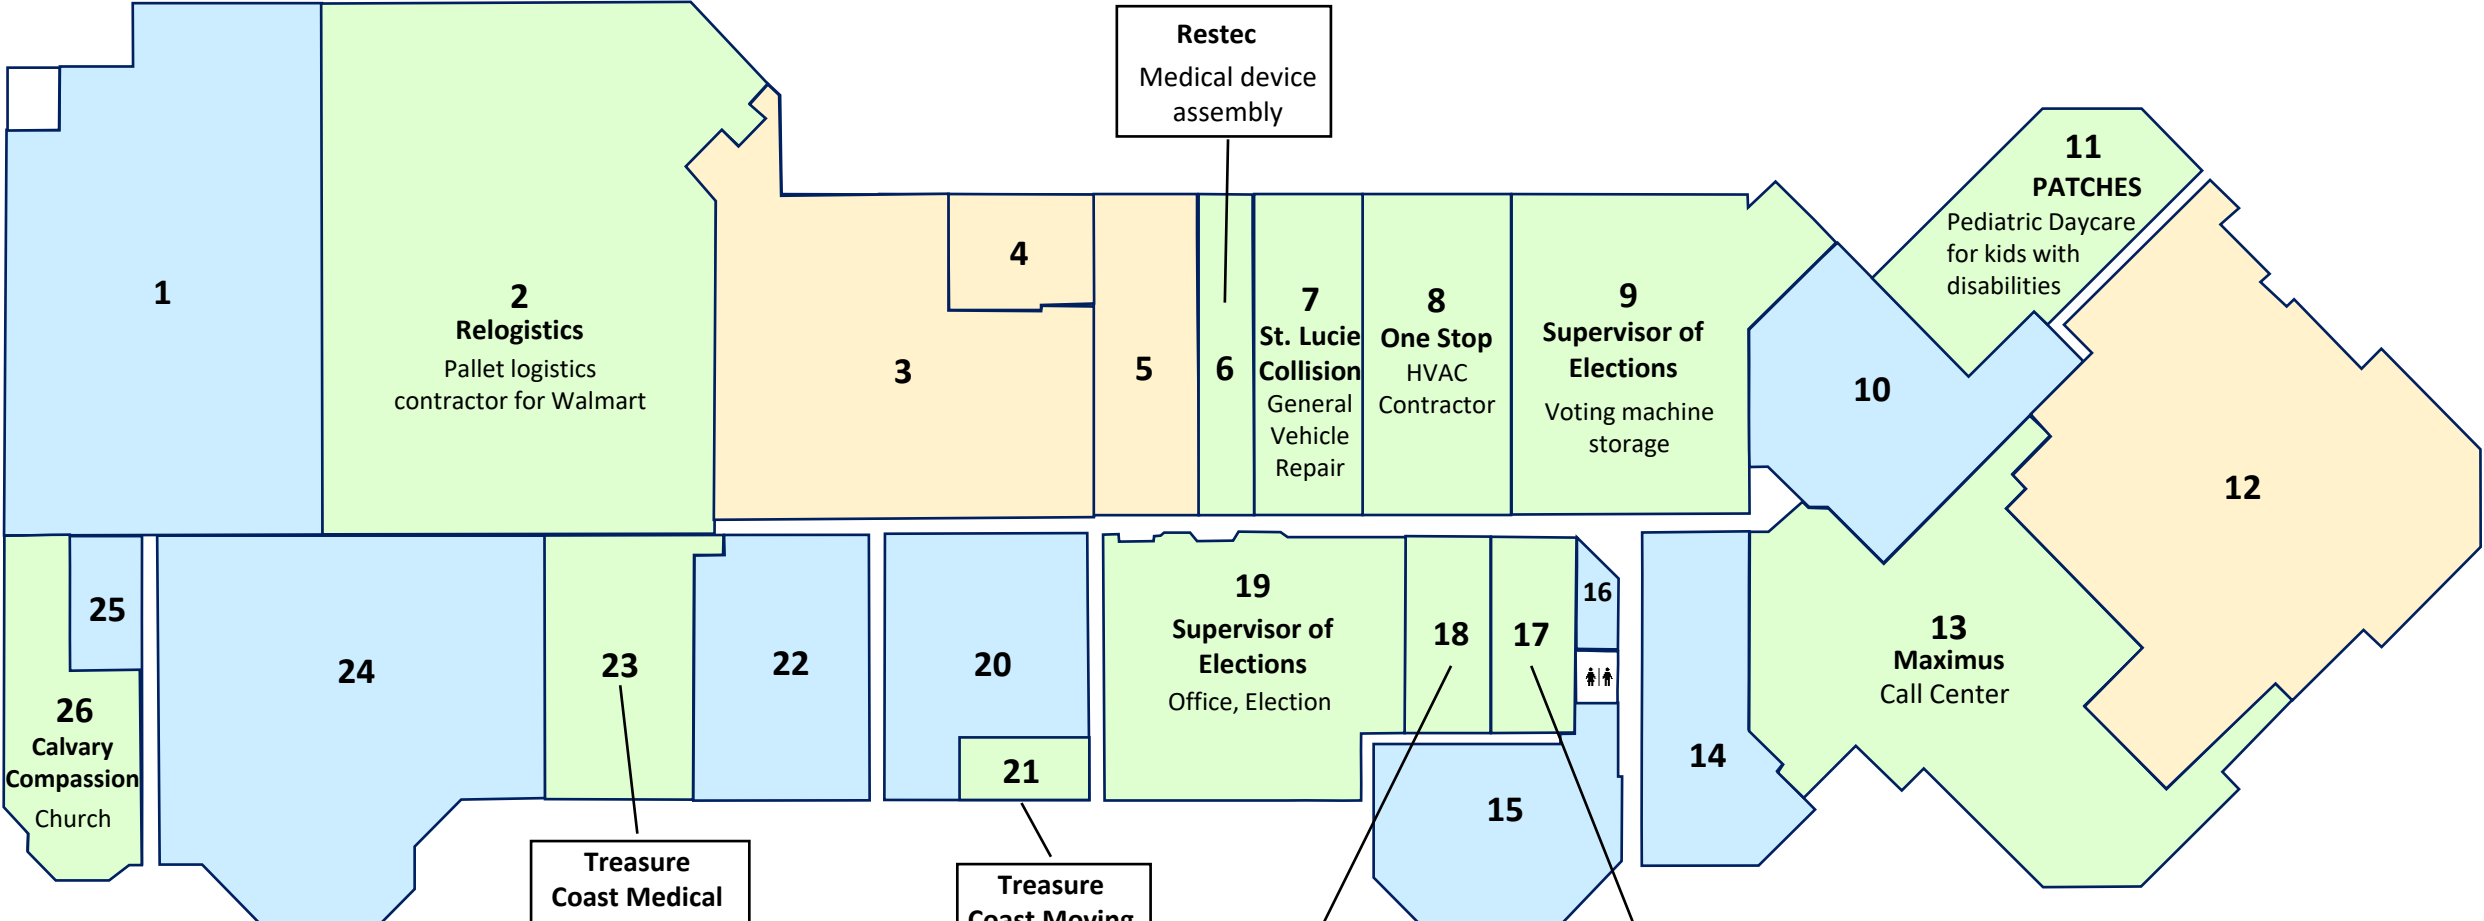 Restec
Medical device
assembly
1
2
Relogistics
Pallet logistics
contractor for Walmart
3
4
5
6
7
St. Lucie
Collision
General
Vehicle
Repair
8
One Stop
HVAC
Contractor
9
Supervisor of
Elections
Voting machine
storage
10
11
PATCHES
Pediatric Daycare
for kids with
disabilities
12
13
Maximus
Call Center
14
15
16
17
18
19
Supervisor of
Elections
Office, Election
20
21
22
23
24
25
26
Calvary
Compassion
Church
Treasure
Coast Medical
Treasure
Coast Moving